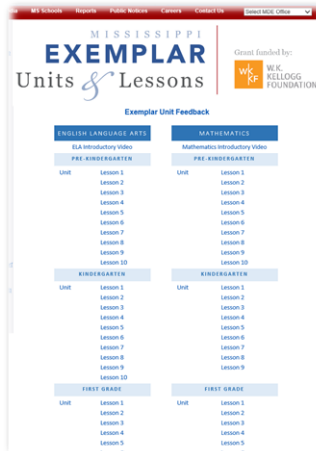 MS Schools Reports Public Notices Careers Contact Us Select MDE Office
MISSISSIPPI
EXEMPLAR
Units & Lessons
Grant funded by:
WK
KF
W.K.
KELLOGG
FOUNDATION
Exemplar Unit Feedback
ENGLISH LANGUAGE ARTS
ELA Introductory Video
PRE-KINDERGARTEN
Unit Lesson 1
Lesson 2
Lesson 3
Lesson 4
Lesson 5
Lesson 6
Lesson 7
Lesson 8
Lesson 9
Lesson 10
KINDERGARTEN
Unit Lesson 1
Lesson 2
Lesson 3
Lesson 4
Lesson 5
Lesson 6
Lesson 7
Lesson 8
Lesson 9
Lesson 10
FIRST GRADE
Unit Lesson 1
Lesson 2
Lesson 3
Lesson 4
Lesson 5
MATHEMATICS
Mathematics Introductory Video
PRE-KINDERGARTEN
Unit Lesson 1
Lesson 2
Lesson 3
Lesson 4
Lesson 5
Lesson 6
Lesson 7
Lesson 8
Lesson 9
Lesson 10
KINDERGARTEN
Unit Lesson 1
Lesson 2
Lesson 3
Lesson 4
Lesson 5
Lesson 6
Lesson 7
Lesson 8
Lesson 9
FIRST GRADE
Unit Lesson 1
Lesson 2
Lesson 3
Lesson 4
Lesson 5